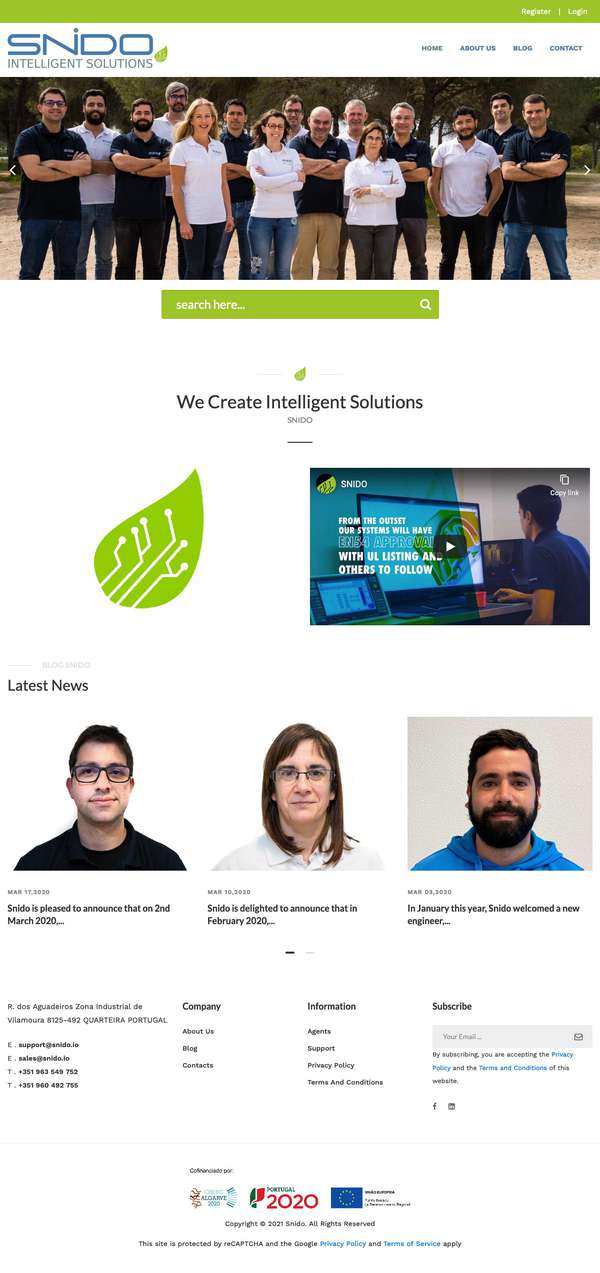 Register | Login
SNIDO
INTELLIGENT SOLUTIONS
HOME ABOUT US BLOG CONTACT
search here...
We Create Intelligent Solutions
SNIDO
SNIDO
Copy link
FROM THE OUTSET
OUR SYSTEMS WILL HAVE
EN54 APPROVAL
WITH UL LISTING AND
OTHERS TO FOLLOW
BLOG SNIDO
Latest News
MAR 17,2020
Snido is pleased to announce that on 2nd
March 2020,...
MAR 10,2020
Snido is delighted to announce that in
February 2020,...
MAR 03,2020
In January this year, Snido welcomed a new
engineer,...
R. dos Aguadeiros Zona Industrial de
Vilamoura 8125-492 QUARTEIRA PORTUGAL
E . support@snido.io
E . sales@snido.io
T . +351 963 549 752
T . +351 960 492 755
Company
About Us
Blog
Contacts
Information
Agents
Support
Privacy Policy
Terms And Conditions
Subscribe
Your Email ...
By subscribing, you are accepting the Privacy
Policy and the Terms and Conditions of this
website.
Cofinanciado por:
CRESC
ALGARVE
2020
PORTUGAL
2020
UNIÃO EUROPEIA
Copyright © 2021 Snido. All Rights Reserved
This site is protected by reCAPTCHA and the Google Privacy Policy and Terms of Service apply